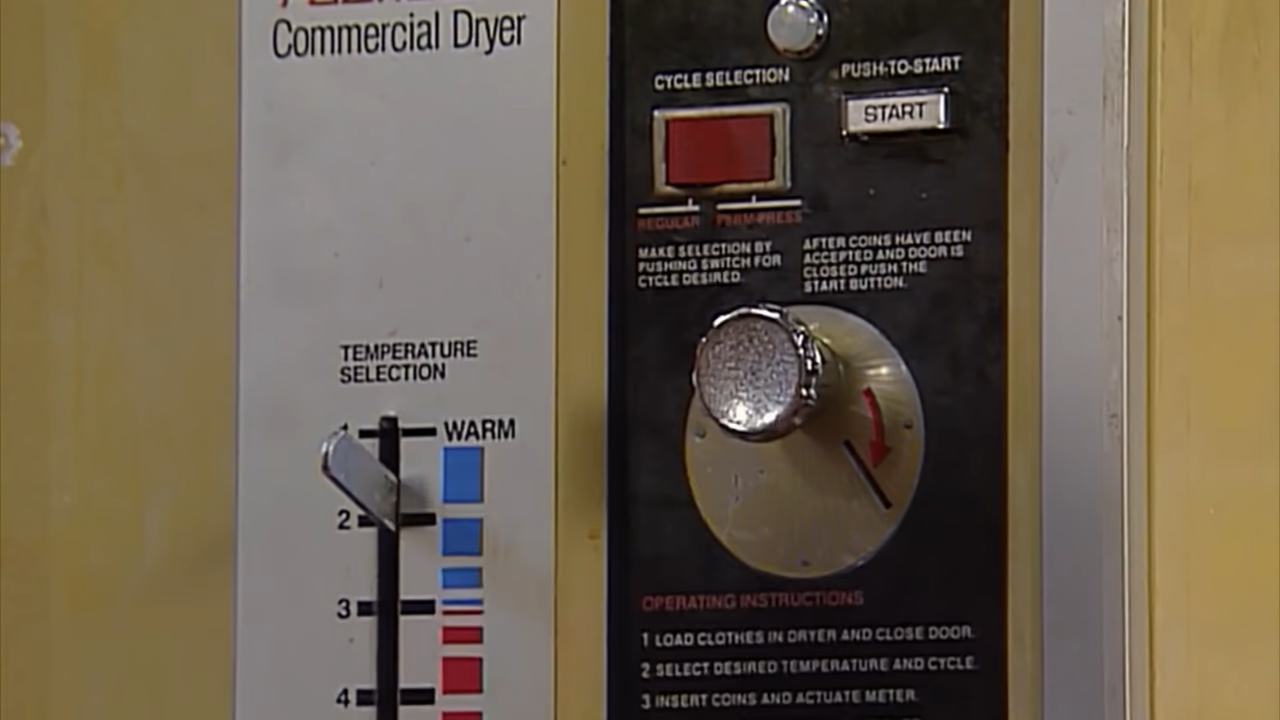 Commercial Dryer
TEMPERATURE
SELECTION
1 WARM
2
3
4
CYCLE SELECTION
PUSH-TO-START
START
REGULAR PERM-PRESS
MAKE SELECTION BY
PUSHING SWITCH FOR
CYCLE DESIRED.
AFTER COINS HAVE BEEN
ACCEPTED AND DOOR IS
CLOSED PUSH THE
START BUTTON.
OPERATING INSTRUCTIONS
1 LOAD CLOTHES IN DRYER AND CLOSE DOOR.
2 SELECT DESIRED TEMPERATURE AND CYCLE.
3 INSERT COINS AND ACTUATE METER.